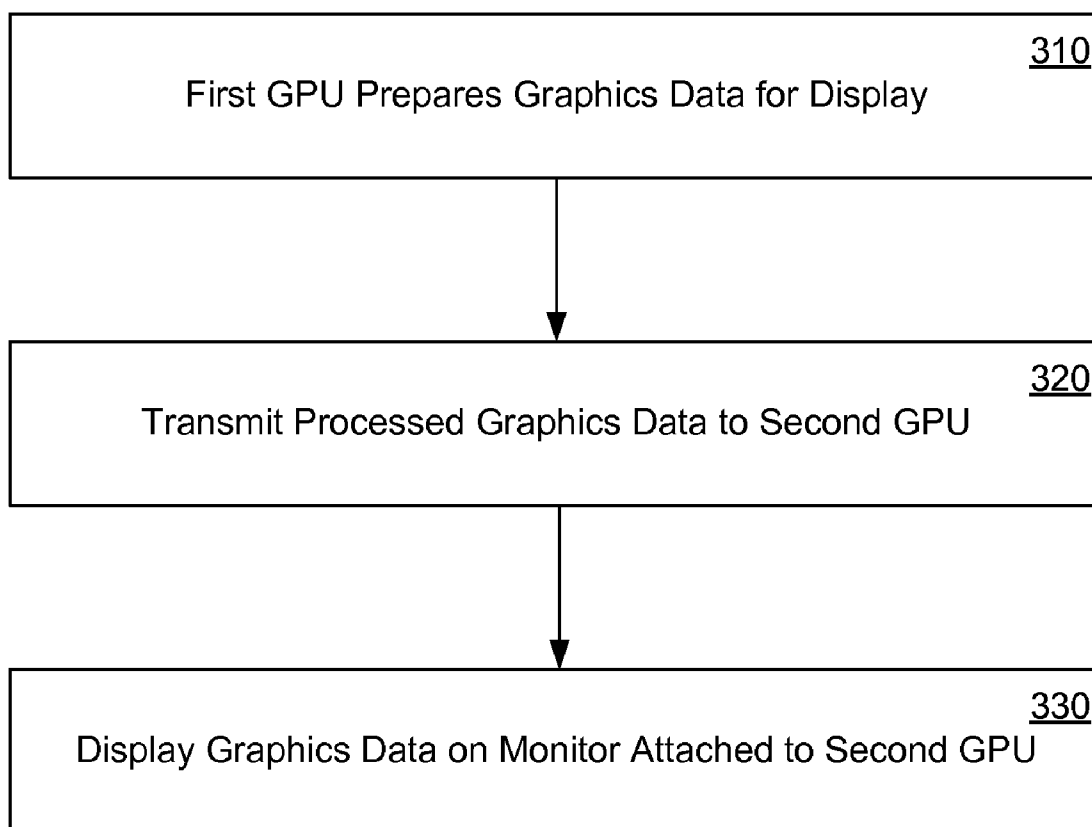 310
First GPU Prepares Graphics Data for Display
320
Transmit Processed Graphics Data to Second GPU
330
Display Graphics Data on Monitor Attached to Second GPU